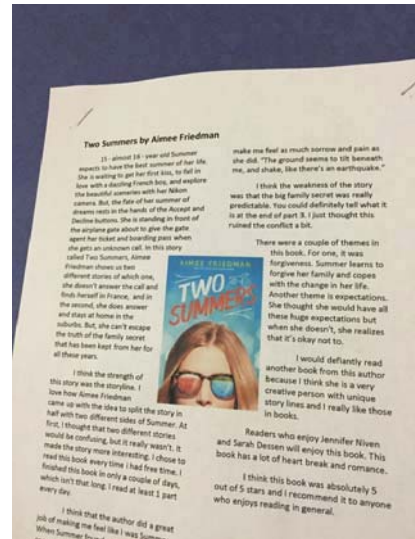 Two Summers by Aimee Friedman
15 - almost 16 - year old Summer
expects to have the best summer of her life.
She is waiting to get her first kiss, to fall in
love with a dazzling French boy, and explore
the beautiful sceneries with her Nikon
camera. But, the fate of her summer of
dreams rests in the hands of the Accept and
Decline buttons. She is standing in front of
the airplane gate about to give the gate
agent her ticket and boarding pass when
she gets an unknown call. In this story
called Two Summers, Aimee
Friedman shows us two
different stories of which one,
she doesn't answer the call and
finds herself in France, and in
the second, she does answer
and stays at home in the
suburbs. But, she can't escape
the truth of the family secret
that has been kept from her for
all these years.
I think the strength of
this story was the storyline. I
love how Aimee Friedman
came up with the idea to split the story in
half with two different sides of Summer. At
first, I thought that two different stories
would be confusing, but it really wasn't. It
made the story more interesting. I chose to
read this book every time I had free time. I
finished this book in only a couple of days,
which isn't that long. I read at least 1 part
every day.
I think that the author did a great
job of making me feel like I was Summer.
When Summer
make me feel as much sorrow and pain as
she did. "The ground seems to tilt beneath
me, and shake, like there's an earthquake."
I think the weakness of the story
was that the big family secret was really
predictable. You could definitely tell what it
is at the end of part 3. I just thought this
ruined the conflict a bit.
There were a couple of themes in
this book. For one, it was
forgiveness. Summer learns to
forgive her family and copes
with the change in her life.
Another theme is expectations.
She thought she would have all
these huge expectations but
when she doesn't, she realizes
that it's okay not to.
I would defiantly read
another book from this author
because I think she is a very
creative person with unique
story lines and I really like those
in books.
Readers who enjoy Jennifer Niven
and Sarah Dessen will enjoy this book. This
book has a lot of heart break and romance.
I think this book was absolutely 5
out of 5 stars and I recommend it to anyone
who enjoys reading in general.
AIMEE FRIEDMAN
TWO
SUMMERS